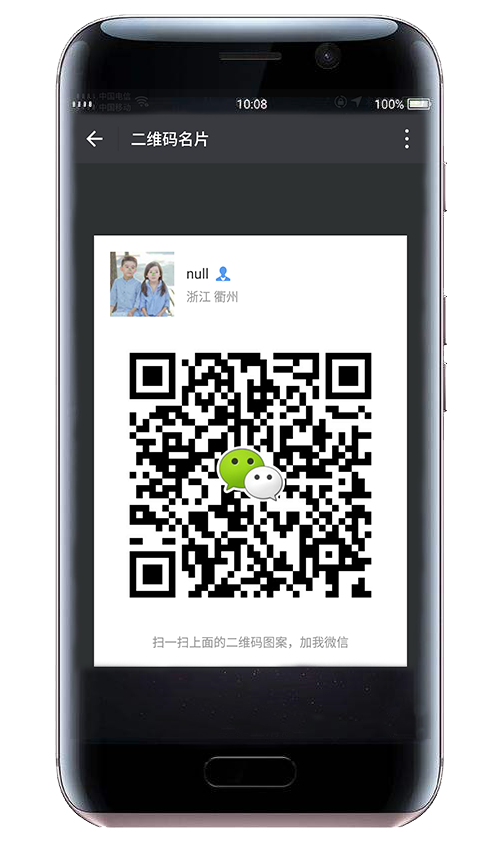 中国电信
中国移动
10:08
100%
二维码名片
null
浙江 衢州
扫一扫上面的二维码图案，加我微信